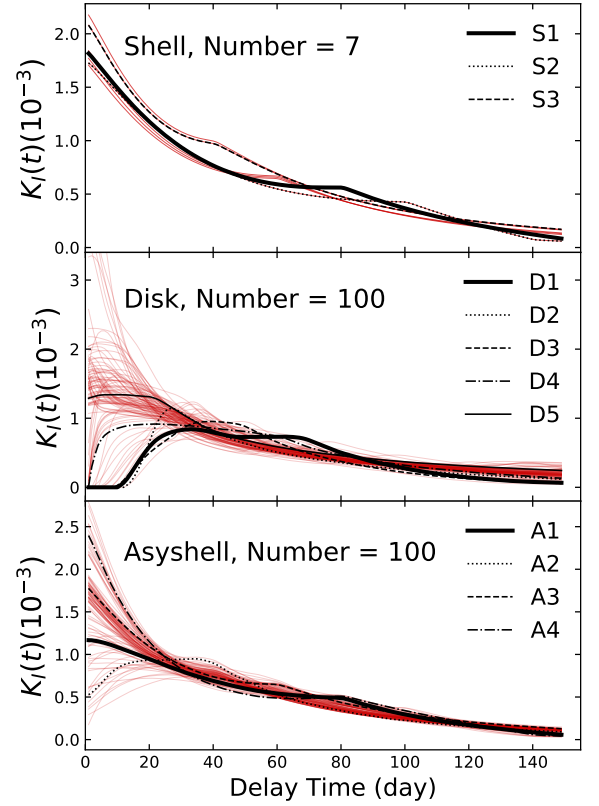 Shell, Number = 7
S1
S2
S3
K_I(t)(10^{-3})
2.0
1.5
1.0
0.5
0.0
Disk, Number = 100
D1
D2
D3
D4
D5
K_I(t)(10^{-3})
3
2
1
0
Asyshell, Number = 100
A1
A2
A3
A4
K_I(t)(10^{-3})
2.5
2.0
1.5
1.0
0.5
0.0
0 20 40 60 80 100 120 140
Delay Time (day)